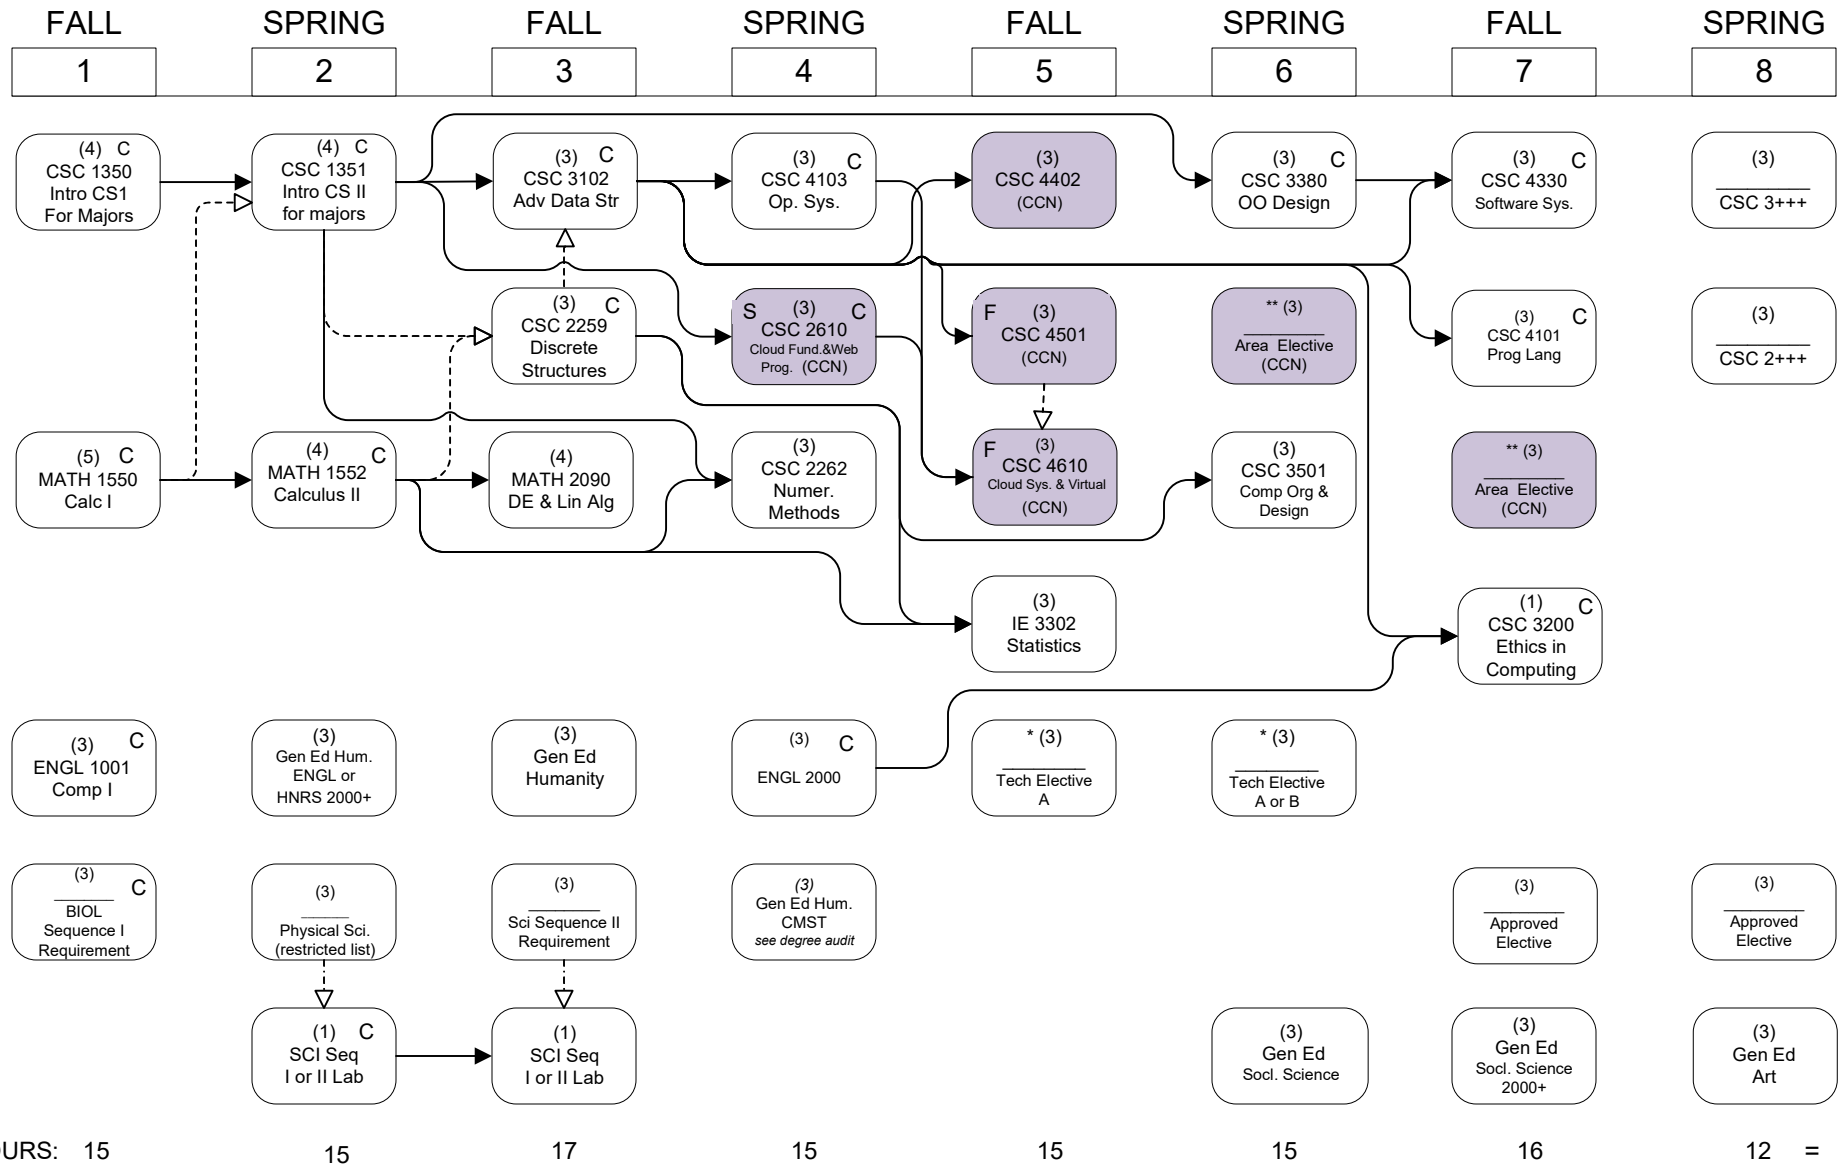 FALL
SPRING
FALL
SPRING
FALL
SPRING
FALL
SPRING
1
2
3
4
5
6
7
8
(4) C
CSC 1350
Intro CS1
For Majors
(4) C
CSC 1351
Intro CS II
for majors
(3) C
CSC 3102
Adv Data Str
(3) C
CSC 4103
Op. Sys.
(3)
CSC 4402
(CCN)
(3) C
CSC 3380
OO Design
(3) C
CSC 4330
Software Sys.
(3)
CSC 3+++
(3) C
CSC 2259
Discrete
Structures
S (3) C
CSC 2610
Cloud Fund.&Web
Prog. (CCN)
F (3)
CSC 4501
(CCN)
** (3)
Area Elective
(CCN)
(3) C
CSC 4101
Prog Lang
(3)
CSC 2+++
(5) C
MATH 1550
Calc I
(4) C
MATH 1552
Calculus II
(4)
MATH 2090
DE & Lin Alg
(3)
CSC 2262
Numer.
Methods
F (3)
CSC 4610
Cloud Sys. & Virtual
(CCN)
(3)
CSC 3501
Comp Org &
Design
** (3)
Area Elective
(CCN)
(3)
IE 3302
Statistics
(1) C
CSC 3200
Ethics in
Computing
(3) C
ENGL 1001
Comp I
(3)
Gen Ed Hum.
ENGL or
HNRS 2000+
(3)
Gen Ed
Humanity
(3) C
ENGL 2000
* (3)
Tech Elective
A
* (3)
Tech Elective
A or B
(3) C
BIOL
Sequence I
Requirement
(3)
Physical Sci.
(restricted list)
(3)
Sci Sequence II
Requirement
(3)
Gen Ed Hum.
CMST
see degree audit
(3)
Approved
Elective
(3)
Approved
Elective
(1) C
SCI Seq
I or II Lab
(1)
SCI Seq
I or II Lab
(3)
Gen Ed
Socl. Science
(3)
Gen Ed
Socl. Science
2000+
(3)
Gen Ed
Art
URS: 15 15 17 15 15 15 16 12 =